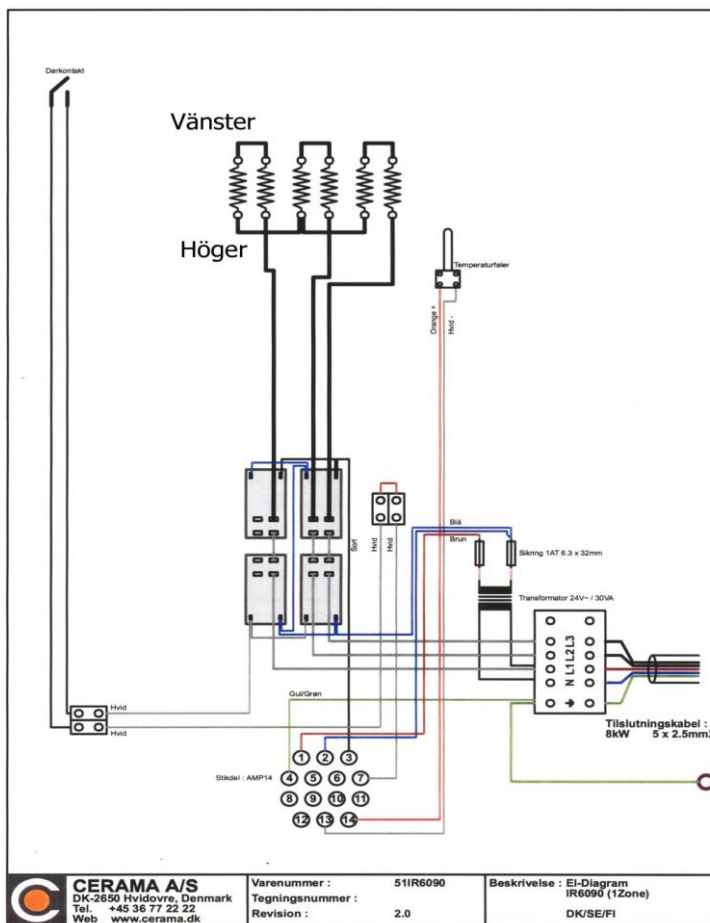 Dørkontakt
Vänster
Höger
Temperaturføler
Orange +
Hvid -
Sort
Hvid
Hvid
Blå
Brun
Sikring 1AT 6.3 x 32mm
Transformator 24V~ / 30VA
N L1 L2 L3
Hvid
Hvid
Gul/Grøn
Tilslutningskabel :
8kW 5 x 2.5mm
Stikdel : AMP14
1 2 3
4 5 6 7
8 9 10 11
12 13 14
CERAMA A/S
DK-2650 Hvidovre, Denmark
Tel. +45 36 77 22 22
Web www.cerama.dk
Varenummer : 51IR6090
Tegningsnummer :
Revision : 2.0
Beskrivelse : El-Diagram
IR6090 (1Zone)
DK/SE/FI